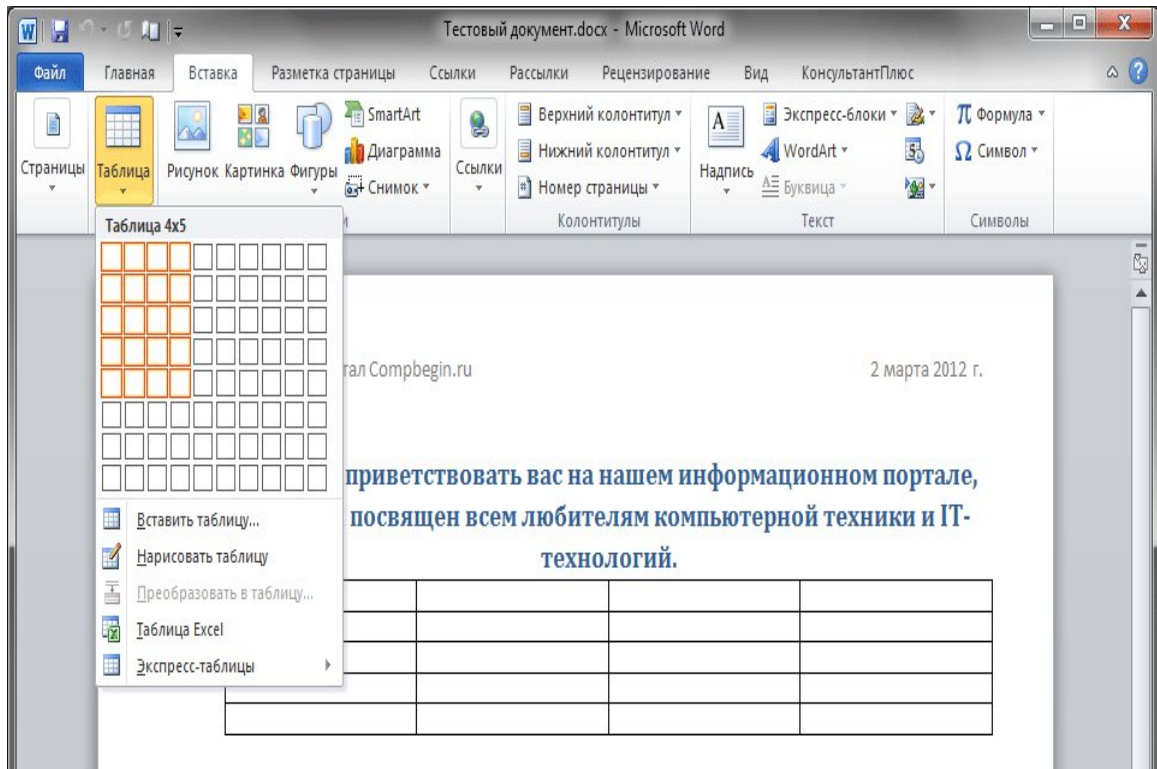 Тестовый документ.docx - Microsoft Word
Файл Главная Вставка Разметка страницы Ссылки Рассылки Рецензирование Вид КонсультантПлюс
Страницы
Таблица
Рисунок Картинка Фигуры
SmartArt
Диаграмма
Снимок
Ссылки
Верхний колонтитул
Нижний колонтитул
Номер страницы
Колонтитулы
Надпись
Экспресс-блоки
WordArt
Буквица
Текст
π Формула
Ω Символ
Символы
Таблица 4x5
Вставить таблицу...
Нарисовать таблицу
Преобразовать в таблицу...
Таблица Excel
Экспресс-таблицы
Compbegin.ru 2 марта 2012 г.
приветствовать вас на нашем информационном портале,
посвящен всем любителям компьютерной техники и IT-
технологий.